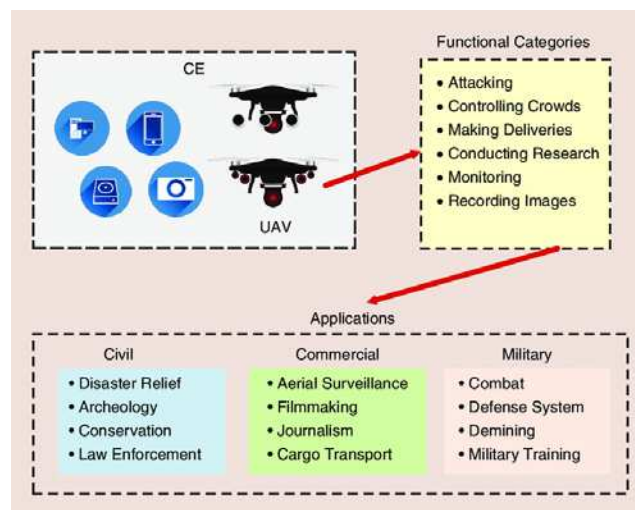 CE
UAV
Functional Categories
• Attacking
• Controlling Crowds
• Making Deliveries
• Conducting Research
• Monitoring
• Recording Images
Applications
Civil
• Disaster Relief
• Archeology
• Conservation
• Law Enforcement
Commercial
• Aerial Surveillance
• Filmmaking
• Journalism
• Cargo Transport
Military
• Combat
• Defense System
• Demining
• Military Training